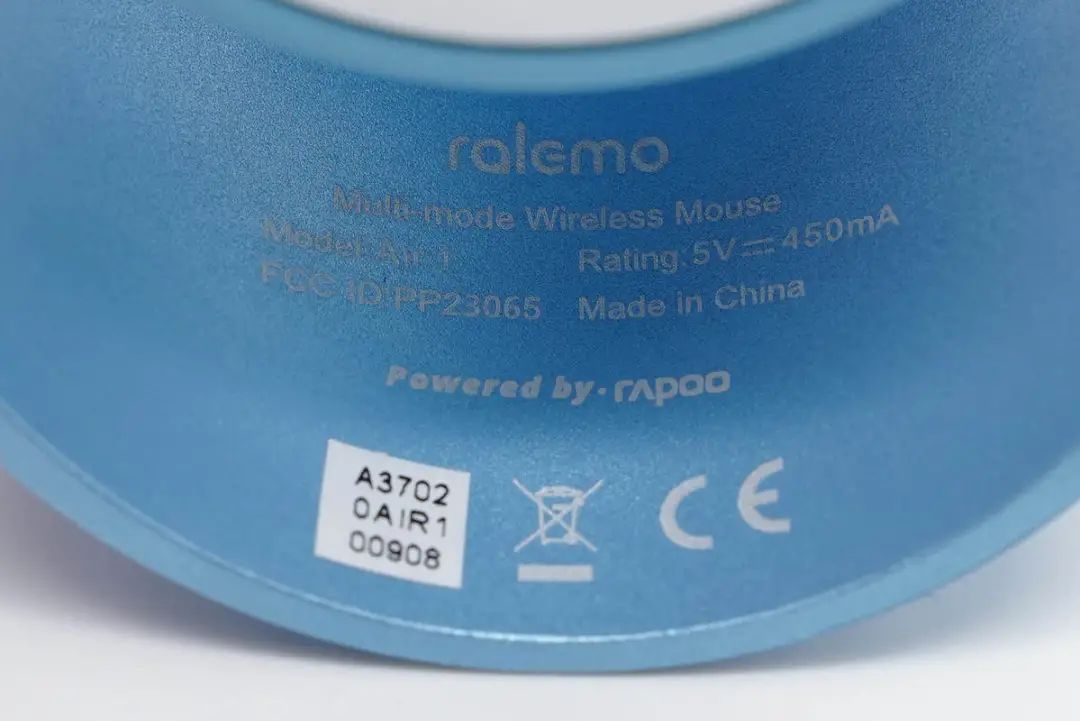 ralemo
Multi-mode Wireless Mouse
Model:Air 1 Rating:5V⎓450mA
FCC ID:PP23065 Made in China
Powered by·rapoo
A3702
0AIR1
00908
CE